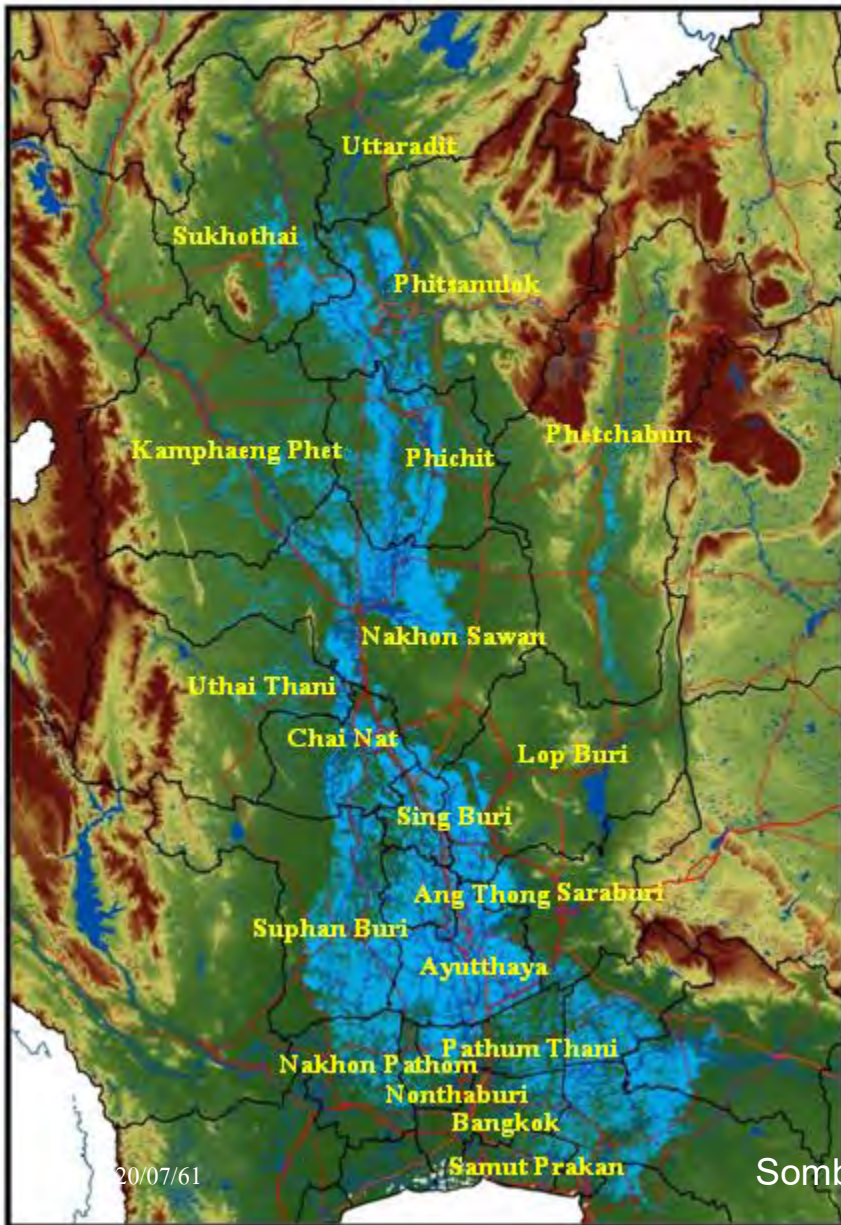 Uttaradit
Sukhothai
Phitsanulok
Phetchabun
Kamphaeng Phet
Phichit
Nakhon Sawan
Uthai Thani
Chai Nat
Lop Buri
Sing Buri
Ang Thong Saraburi
Suphan Buri
Ayutthaya
Pathum Thani
Nakhon Pathom
Nonthaburi
Bangkok
Samut Prakan
20/07/61
Somb